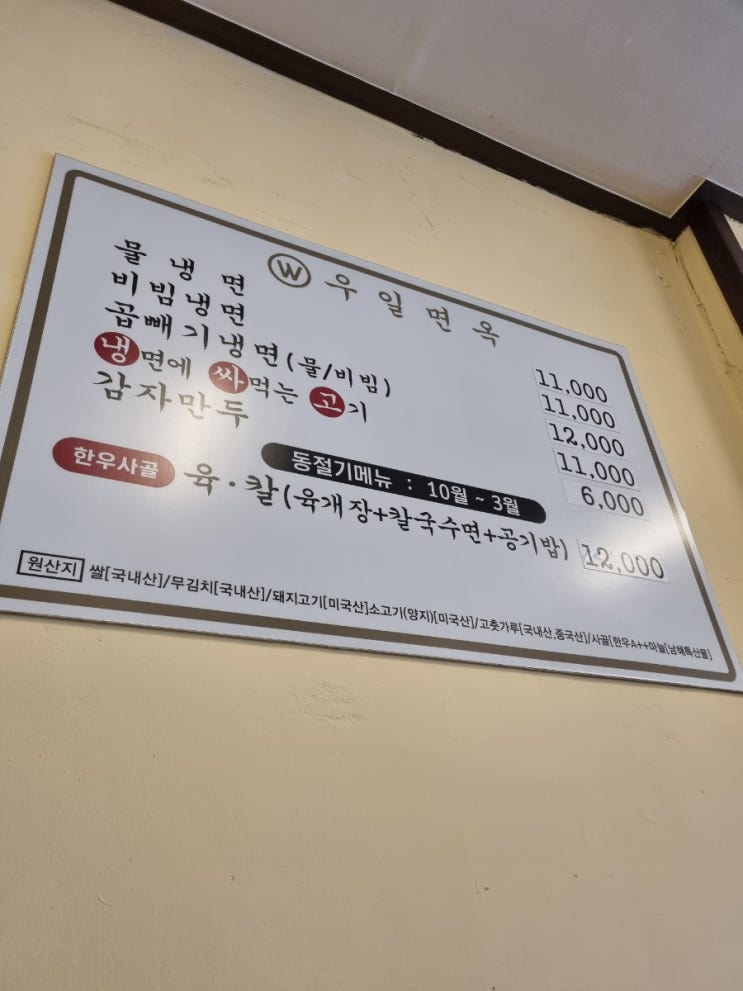 Ⓦ 우일면옥
물냉면 11,000
비빔냉면 11,000
곱빼기냉면(물/비빔) 12,000
냉면에 싸먹는 고기 11,000
감자만두 6,000
동절기메뉴 : 10월 ~ 3월
한우사골 육·칼(육개장+칼국수면+공기밥) 12,000
원산지 쌀[국내산]/무김치[국내산]/돼지고기[미국산]소고기(양지)[미국산]/고춧가루[국내산,중국산]/사골[한우A++마늘[남해특산물]